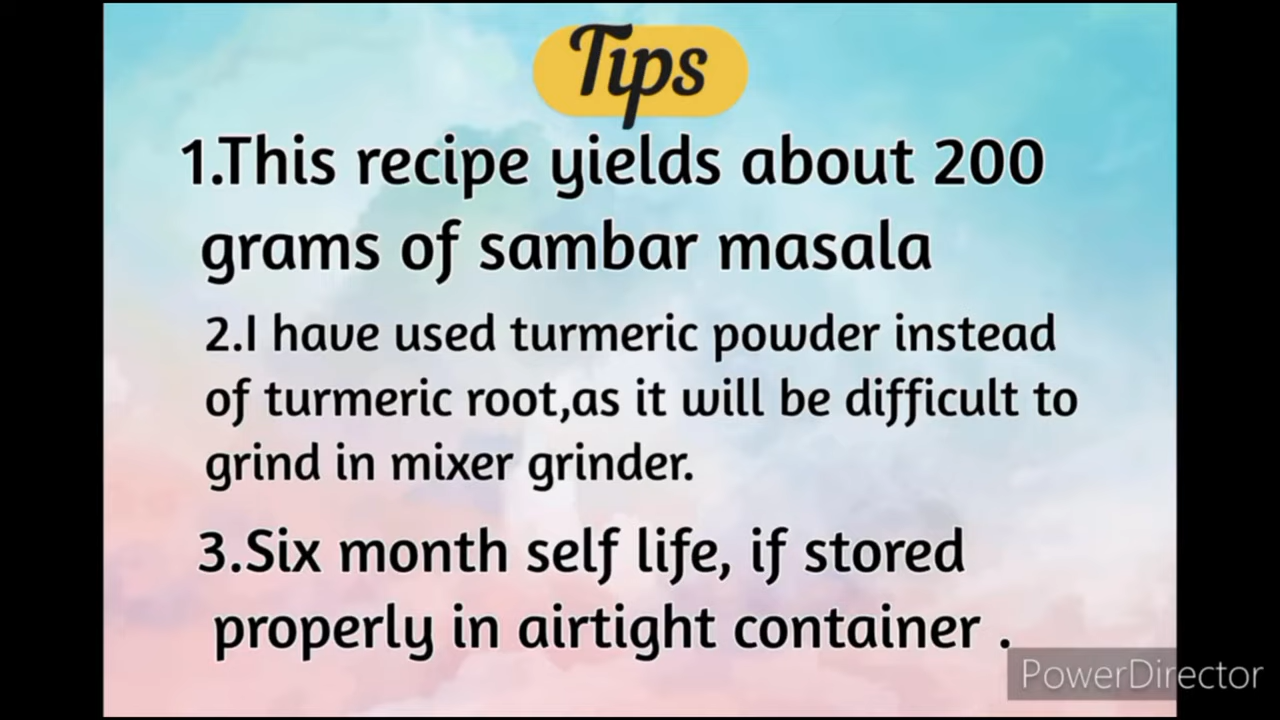 Tips
1.This recipe yields about 200
grams of sambar masala
2.I have used turmeric powder instead
of turmeric root,as it will be difficult to
grind in mixer grinder.
3.Six month self life, if stored
properly in airtight container .
PowerDirector